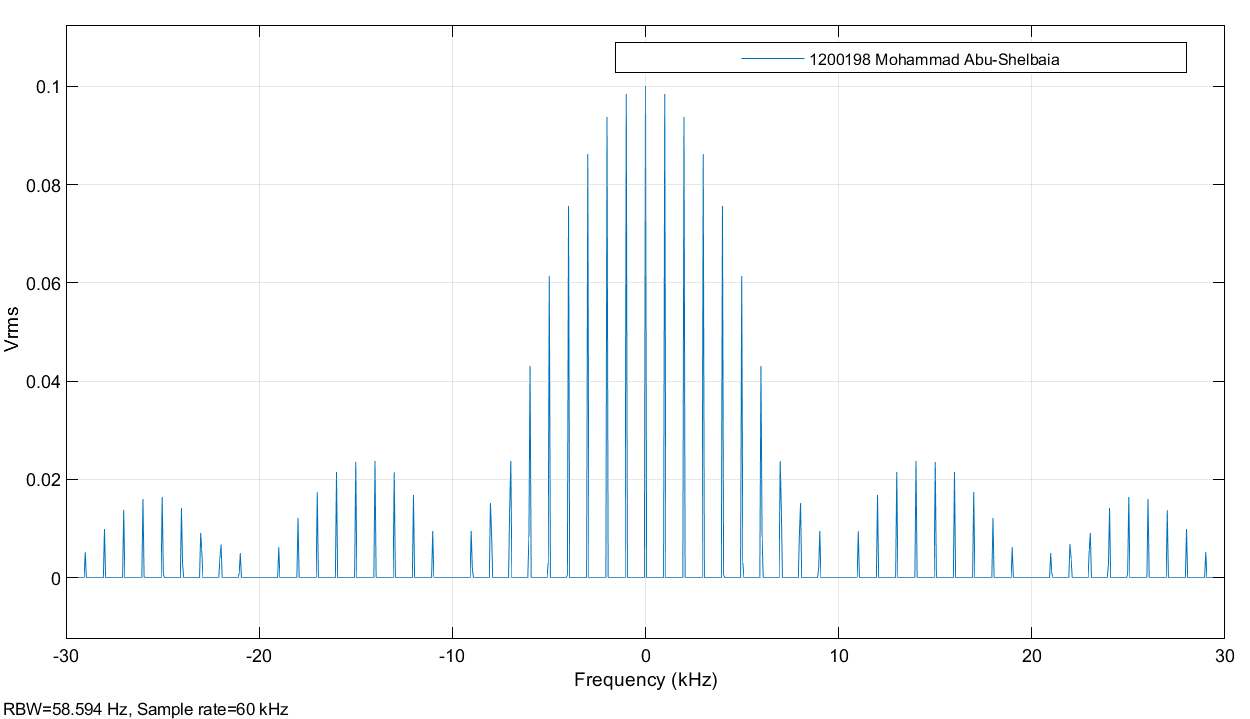 1200198 Mohammad Abu-Shelbaia
0.1
0.08
0.06
0.04
0.02
0
Vrms
-30 -20 -10 0 10 20 30
Frequency (kHz)
RBW=58.594 Hz, Sample rate=60 kHz